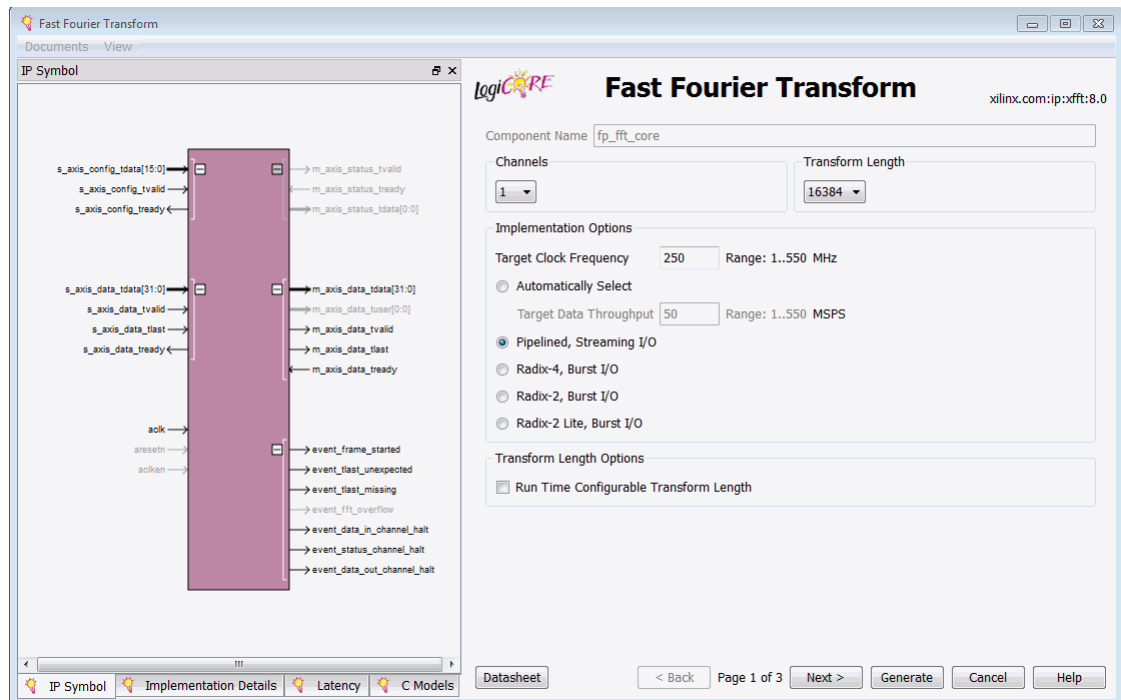 Fast Fourier Transform
Documents View
IP Symbol
s_axis_config_tdata[15:0]
s_axis_config_tvalid
s_axis_config_tready
s_axis_data_tdata[31:0]
s_axis_data_tvalid
s_axis_data_tlast
s_axis_data_tready
aclk
aresetn
aclken
m_axis_status_tvalid
m_axis_status_tready
m_axis_status_tdata[0:0]
m_axis_data_tdata[31:0]
m_axis_data_tuser[0:0]
m_axis_data_tvalid
m_axis_data_tlast
m_axis_data_tready
event_frame_started
event_tlast_unexpected
event_tlast_missing
event_fft_overflow
event_data_in_channel_halt
event_status_channel_halt
event_data_out_channel_halt
IP Symbol Implementation Details Latency C Models
LogiCORE Fast Fourier Transform xilinx.com:ip:xfft:8.0
Component Name fp_fft_core
Channels
1
Transform Length
16384
Implementation Options
Target Clock Frequency 250 Range: 1..550 MHz
Automatically Select
Target Data Throughput 50 Range: 1..550 MSPS
Pipelined, Streaming I/O
Radix-4, Burst I/O
Radix-2, Burst I/O
Radix-2 Lite, Burst I/O
Transform Length Options
Run Time Configurable Transform Length
Datasheet < Back Page 1 of 3 Next > Generate Cancel Help